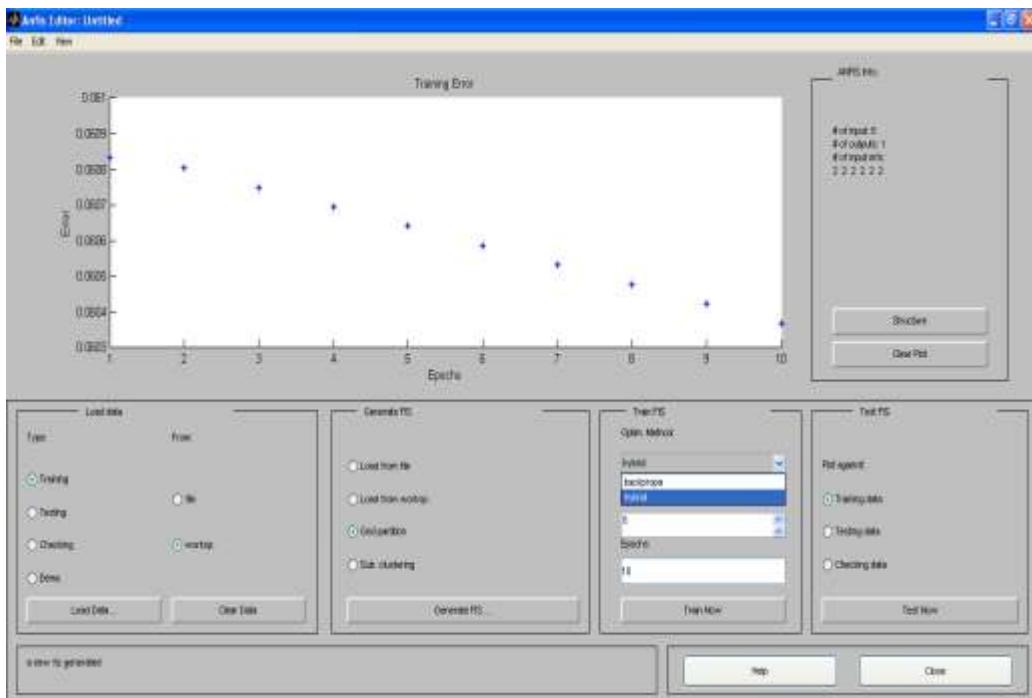 Anfis Editor: Untitled
File Edit View
Training Error
0.061
0.0609
0.0608
0.0607
0.0606
0.0605
0.0604
0.0603
Error
1 2 3 4 5 6 7 8 9 10
Epochs
ANFIS Info.
# of outputs: 1
# of input mfs:
2 2 2 2 2 2
Structure
Clear Plot
Load data
Type:
From:
Training
Testing
Checking
Demo
file
worksp.
Load Data...
Clear Data
Generate FIS
Load from file
Load from worksp.
Grid partition
Sub. clustering
Generate FIS ...
Train FIS
Optim. Method:
hybrid
backpropa
hybrid
Epochs:
10
Train Now
Test FIS
Plot against:
Training data
Testing data
Checking data
Test Now
a new fis generated
Help
Close